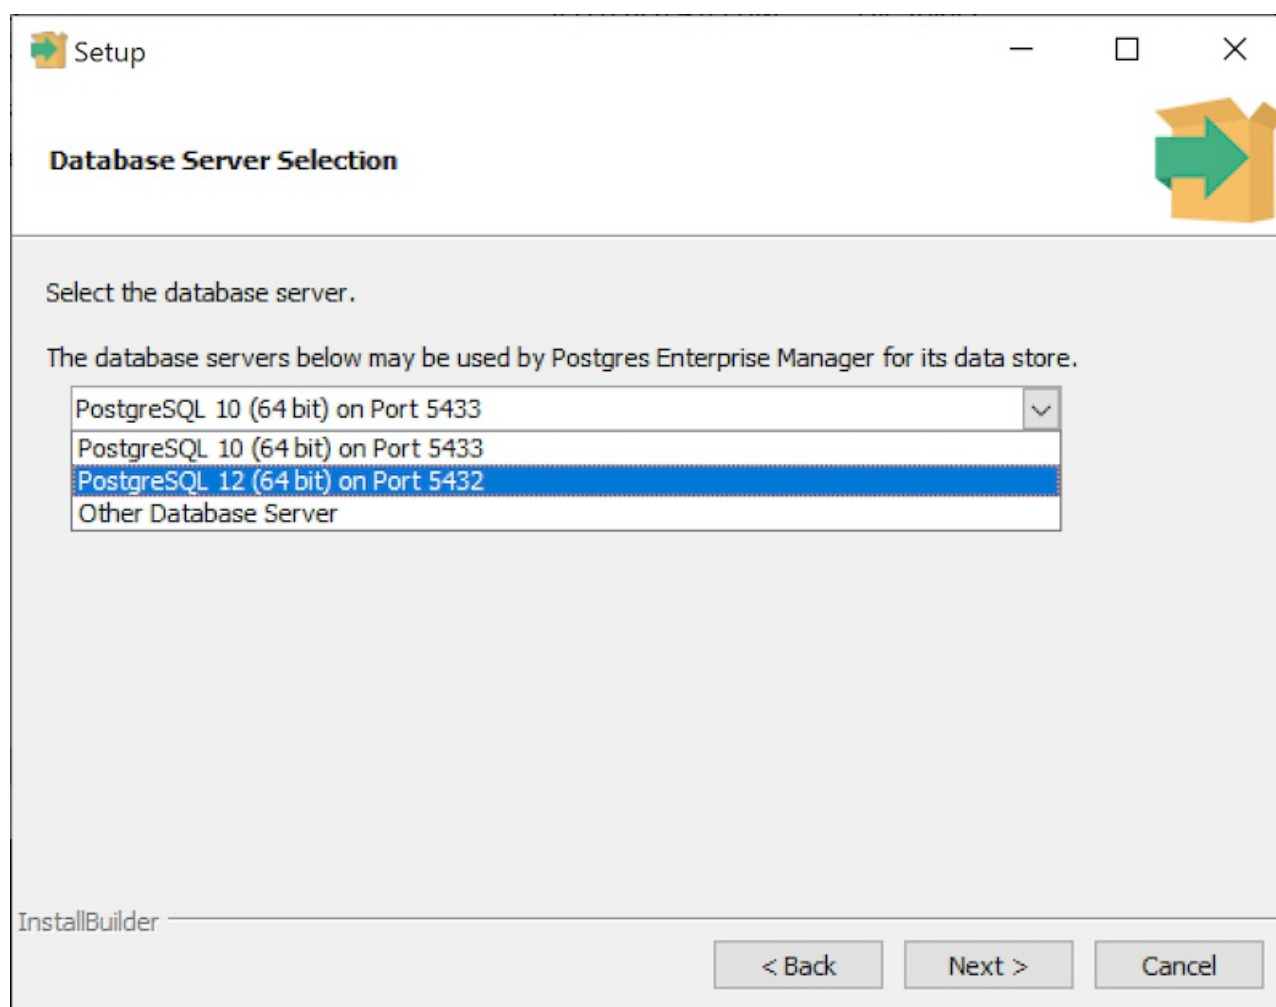 Setup
Database Server Selection
Select the database server.
The database servers below may be used by Postgres Enterprise Manager for its data store.
PostgreSQL 10 (64 bit) on Port 5433
PostgreSQL 10 (64 bit) on Port 5433
PostgreSQL 12 (64 bit) on Port 5432
Other Database Server
InstallBuilder
< Back
Next >
Cancel